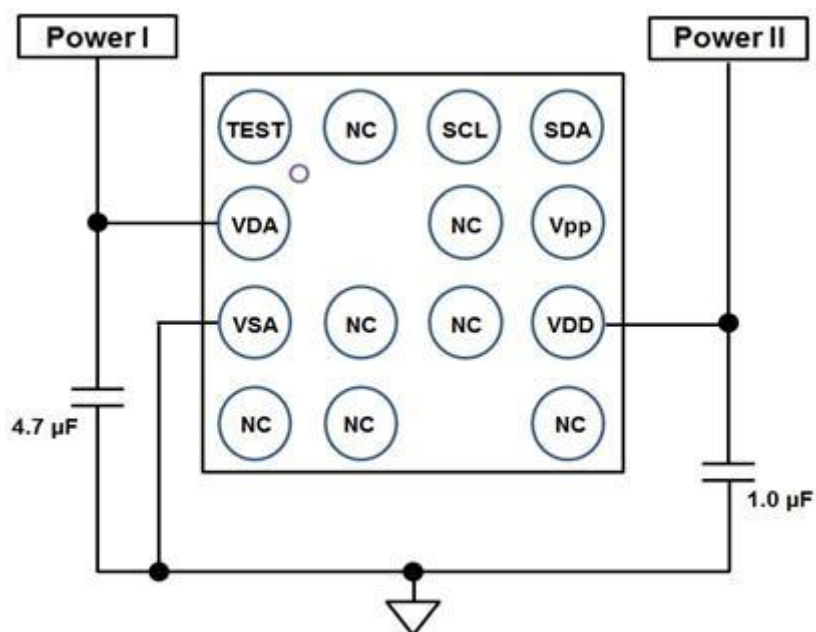 Power I
Power II
TEST NC SCL SDA
VDA NC Vpp
VSA NC NC VDD
NC NC NC
4.7 µF
1.0 µF